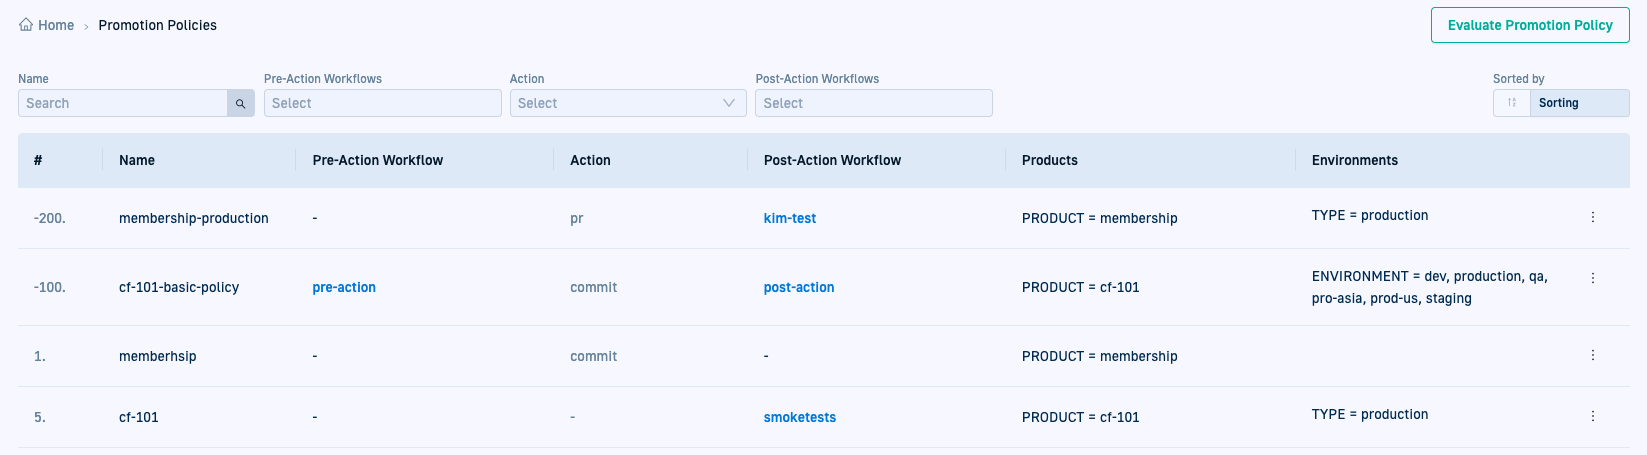 Home > Promotion Policies
Evaluate Promotion Policy
Name Pre-Action Workflows Action Post-Action Workflows Sorted by
Search Select Select Select Sorting
# Name Pre-Action Workflow Action Post-Action Workflow Products Environments
-200. membership-production - pr kim-test PRODUCT = membership TYPE = production
-100. cf-101-basic-policy pre-action commit post-action PRODUCT = cf-101 ENVIRONMENT = dev, production, qa,
pro-asia, prod-us, staging
1. memberhsip - commit - PRODUCT = membership
5. cf-101 - - smoketests PRODUCT = cf-101 TYPE = production